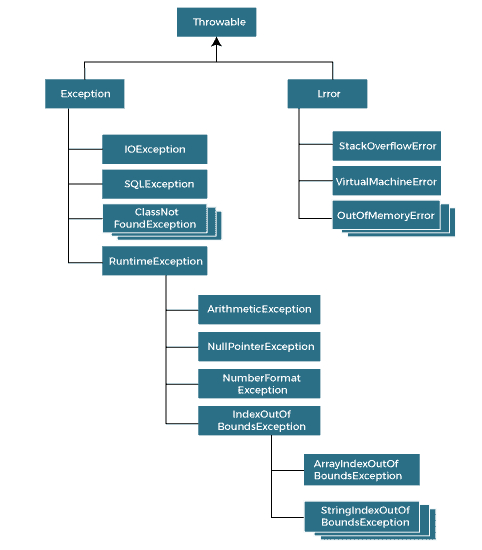 Throwable
Exception
Lrror
IOException
StackOverflowError
SQLException
VirtualMachineError
ClassNot
FoundException
OutOfMemoryError
RuntimeException
ArithmeticException
NullPointerException
NumberFormat
Exception
IndexOutOf
BoundsException
ArrayIndexOutOf
BoundsException
StringIndexOutOf
BoundsException